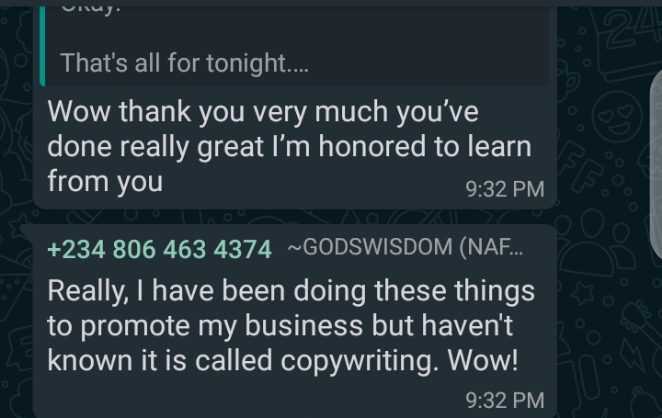 Okay!
That's all for tonight....
Wow thank you very much you've
done really great I'm honored to learn
from you
9:32 PM
+234 806 463 4374 ~GODSWISDOM (NAF...
Really, I have been doing these things
to promote my business but haven't
known it is called copywriting. Wow!
9:32 PM